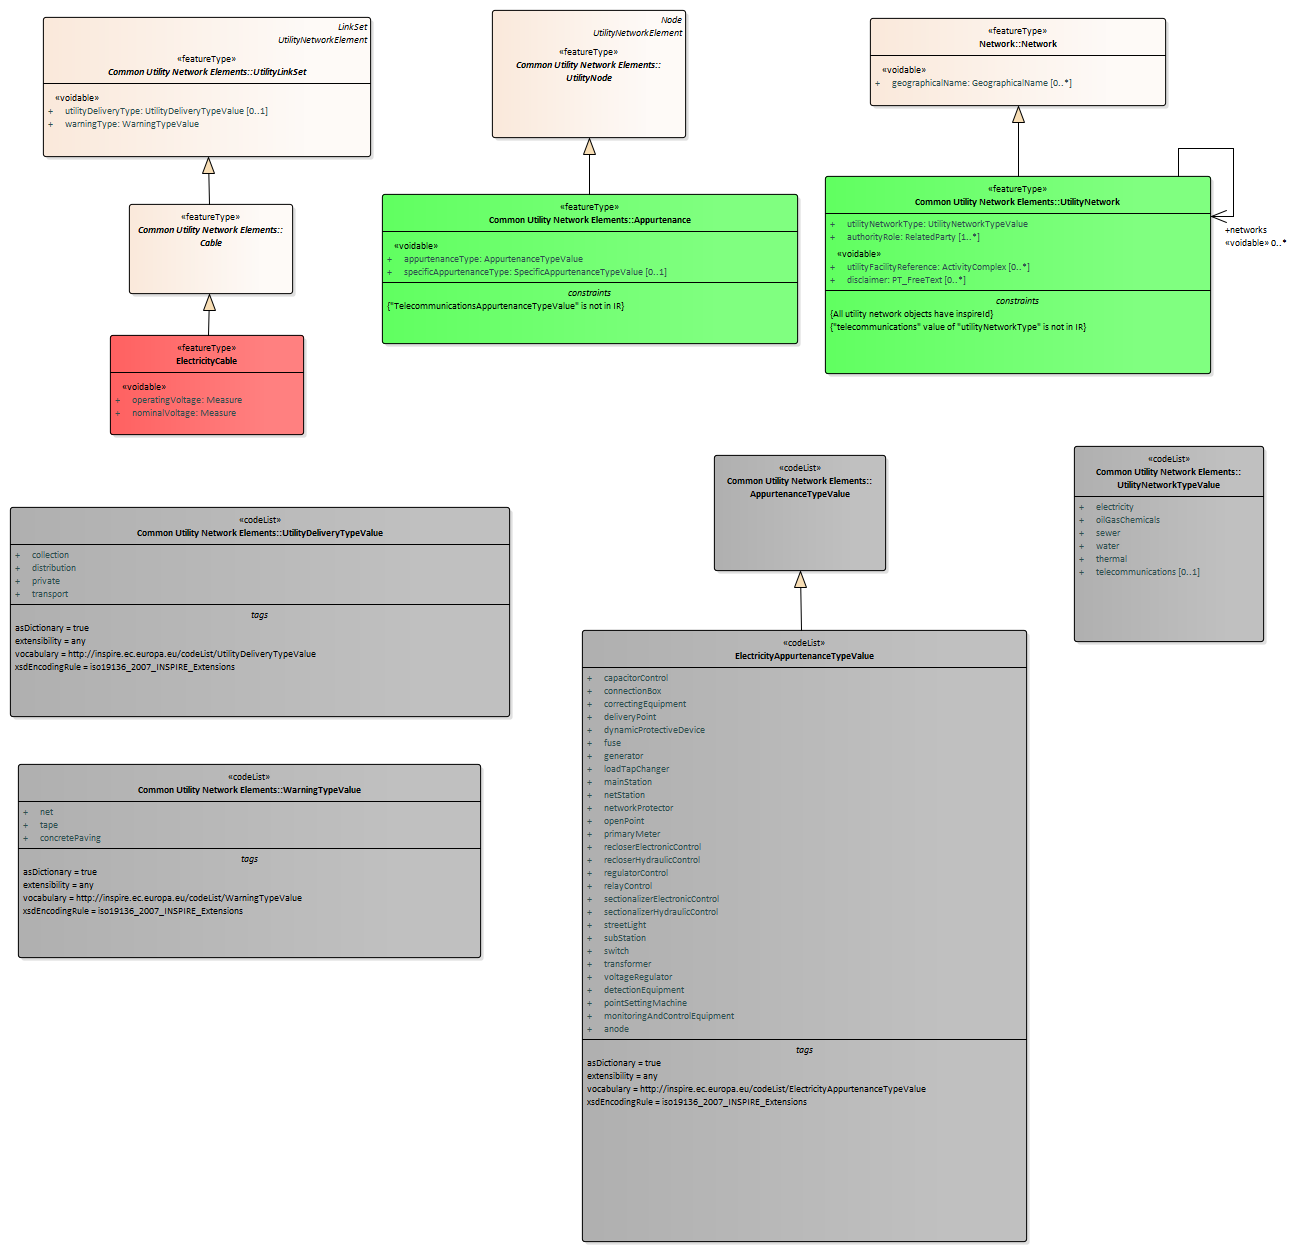 LinkSet
UtilityNetworkElement
«featureType»
Common Utility Network Elements::UtilityLinkSet
«voidable»
+ utilityDeliveryType: UtilityDeliveryTypeValue [0..1]
+ warningType: WarningTypeValue
Node
UtilityNetworkElement
«featureType»
Common Utility Network Elements::
UtilityNode
«featureType»
Network::Network
«voidable»
+ geographicalName: GeographicalName [0..*]
«featureType»
Common Utility Network Elements::
Cable
«featureType»
Common Utility Network Elements::Appurtenance
«voidable»
+ appurtenanceType: AppurtenanceTypeValue
+ specificAppurtenanceType: SpecificAppurtenanceTypeValue [0..1]
constraints
{"TelecommunicationsAppurtenanceTypeValue" is not in IR}
«featureType»
Common Utility Network Elements::UtilityNetwork
+ utilityNetworkType: UtilityNetworkTypeValue
+ authorityRole: RelatedParty [1..*]
«voidable»
+ utilityFacilityReference: ActivityComplex [0..*]
+ disclaimer: PT_FreeText [0..*]
constraints
{All utility network objects have inspireId}
{"telecommunications" value of "utilityNetworkType" is not in IR}
+networks
«voidable» 0..*
«featureType»
ElectricityCable
«voidable»
+ operatingVoltage: Measure
+ nominalVoltage: Measure
«codeList»
Common Utility Network Elements::
AppurtenanceTypeValue
«codeList»
Common Utility Network Elements::
UtilityNetworkTypeValue
+ electricity
+ oilGasChemicals
+ sewer
+ water
+ thermal
+ telecommunications [0..1]
«codeList»
Common Utility Network Elements::UtilityDeliveryTypeValue
+ collection
+ distribution
+ private
+ transport
tags
asDictionary = true
extensibility = any
vocabulary = http://inspire.ec.europa.eu/codeList/UtilityDeliveryTypeValue
xsdEncodingRule = iso19136_2007_INSPIRE_Extensions
«codeList»
Common Utility Network Elements::WarningTypeValue
+ net
+ tape
+ concretePaving
tags
asDictionary = true
extensibility = any
vocabulary = http://inspire.ec.europa.eu/codeList/WarningTypeValue
xsdEncodingRule = iso19136_2007_INSPIRE_Extensions
«codeList»
ElectricityAppurtenanceTypeValue
+ capacitorControl
+ connectionBox
+ correctingEquipment
+ deliveryPoint
+ dynamicProtectiveDevice
+ fuse
+ generator
+ loadTapChanger
+ mainStation
+ netStation
+ networkProtector
+ openPoint
+ primaryMeter
+ recloserElectronicControl
+ recloserHydraulicControl
+ regulatorControl
+ relayControl
+ sectionalizerElectronicControl
+ sectionalizerHydraulicControl
+ streetLight
+ subStation
+ switch
+ transformer
+ voltageRegulator
+ detectionEquipment
+ pointSettingMachine
+ monitoringAndControlEquipment
+ anode
tags
asDictionary = true
extensibility = any
vocabulary = http://inspire.ec.europa.eu/codeList/ElectricityAppurtenanceTypeValue
xsdEncodingRule = iso19136_2007_INSPIRE_Extensions